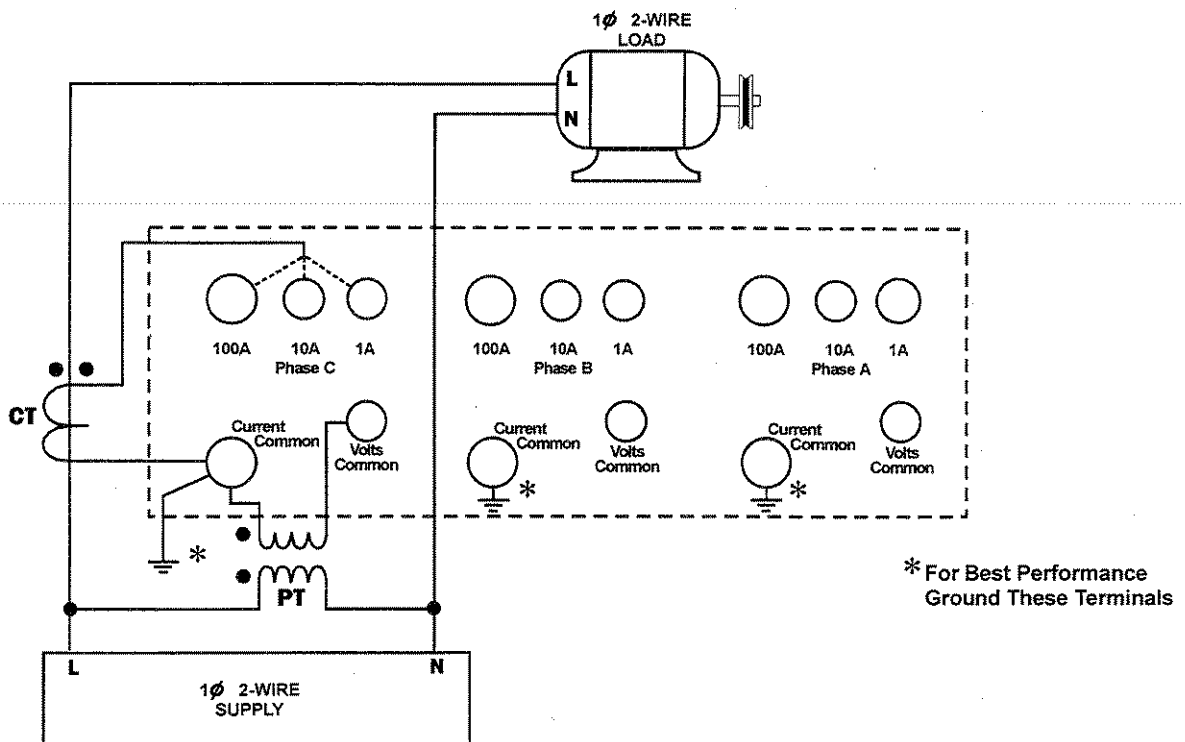 1ϕ 2-WIRE
LOAD
L
N
100A 10A 1A
Phase C
100A 10A 1A
Phase B
100A 10A 1A
Phase A
CT
Current
Common
Volts
Common
Current
Common
*
Volts
Common
Current
Common
*
Volts
Common
*
PT
* For Best Performance
Ground These Terminals
L
N
1ϕ 2-WIRE
SUPPLY